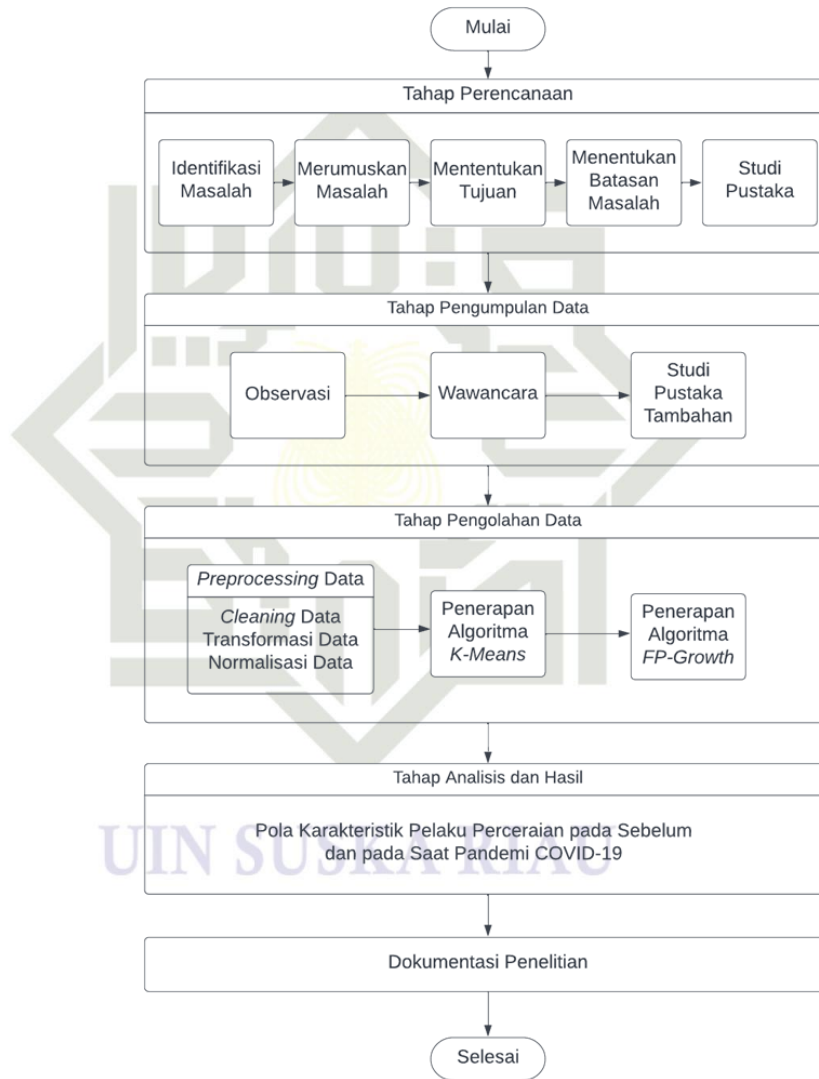 Mulai
Tahap Perencanaan
Identifikasi
Masalah
Merumuskan
Masalah
Mententukan
Tujuan
Menentukan
Batasan
Masalah
Studi
Pustaka
Tahap Pengumpulan Data
Observasi
Wawancara
Studi
Pustaka
Tambahan
Tahap Pengolahan Data
Preprocessing Data
Cleaning Data
Transformasi Data
Normalisasi Data
Penerapan
Algoritma
K-Means
Penerapan
Algoritma
FP-Growth
Tahap Analisis dan Hasil
Pola Karakteristik Pelaku Perceraian pada Sebelum
dan pada Saat Pandemi COVID-19
UIN SUSKA RIAU
Dokumentasi Penelitian
Selesai